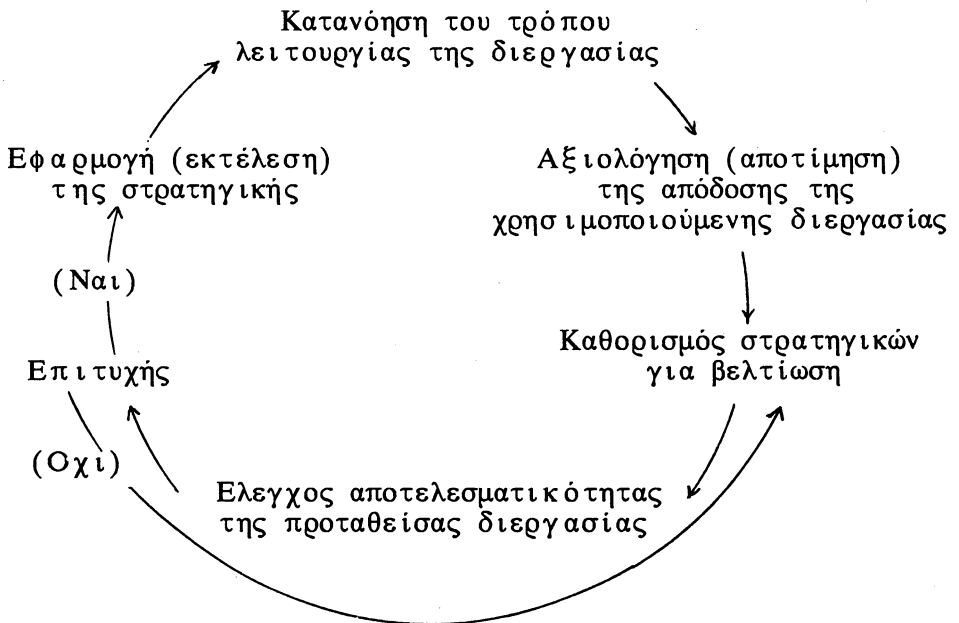 Κατανόηση του τρόπου
λειτουργίας της διεργασίας
Εφαρμογή (εκτέλεση)
της στρατηγικής
Αξιολόγηση (αποτίμηση)
της απόδοσης της
χρησιμοποιούμενης διεργασίας
(Ναι)
Καθορισμός στρατηγικών
για βελτίωση
Επιτυχής
(Οχι)
Ελεγχος αποτελεσματικότητας
της προταθείσας διεργασίας